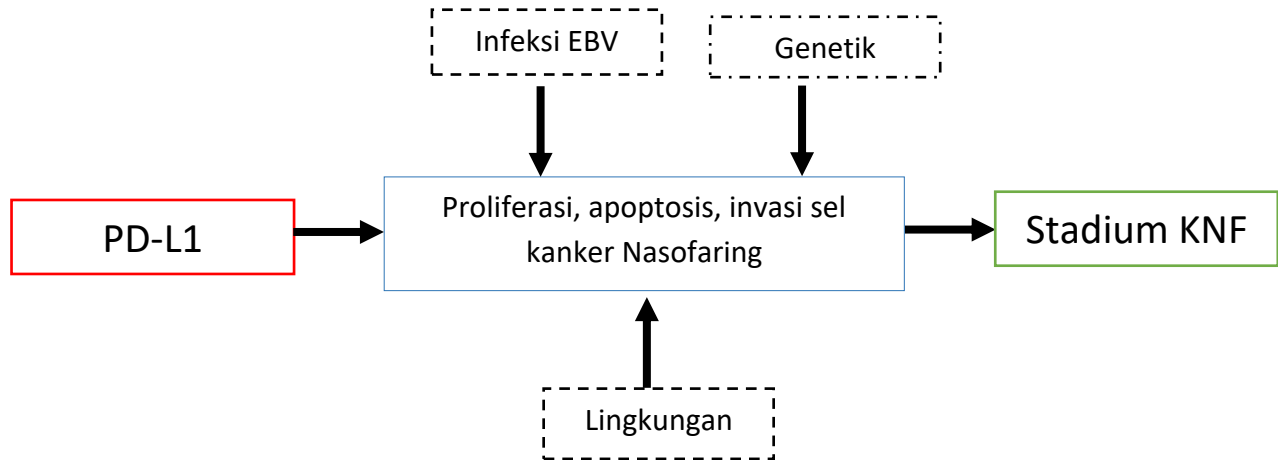 Infeksi EBV
Genetik
PD-L1
Proliferasi, apoptosis, invasi sel
kanker Nasofaring
Stadium KNF
Lingkungan